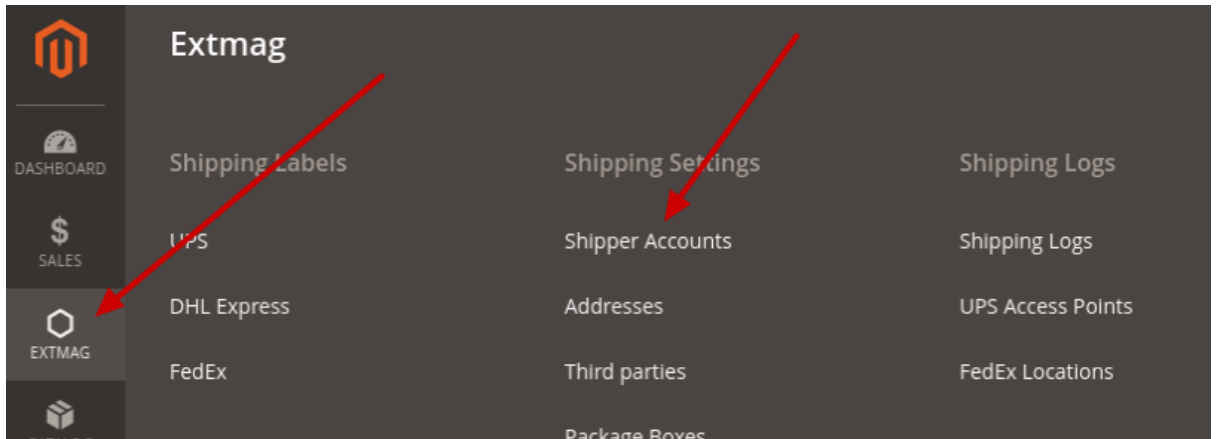 Extmag
DASHBOARD
$
SALES
EXTMAG
Shipping Labels
UPS
DHL Express
FedEx
Shipping Settings
Shipper Accounts
Addresses
Third parties
Package Boxes
Shipping Logs
Shipping Logs
UPS Access Points
FedEx Locations